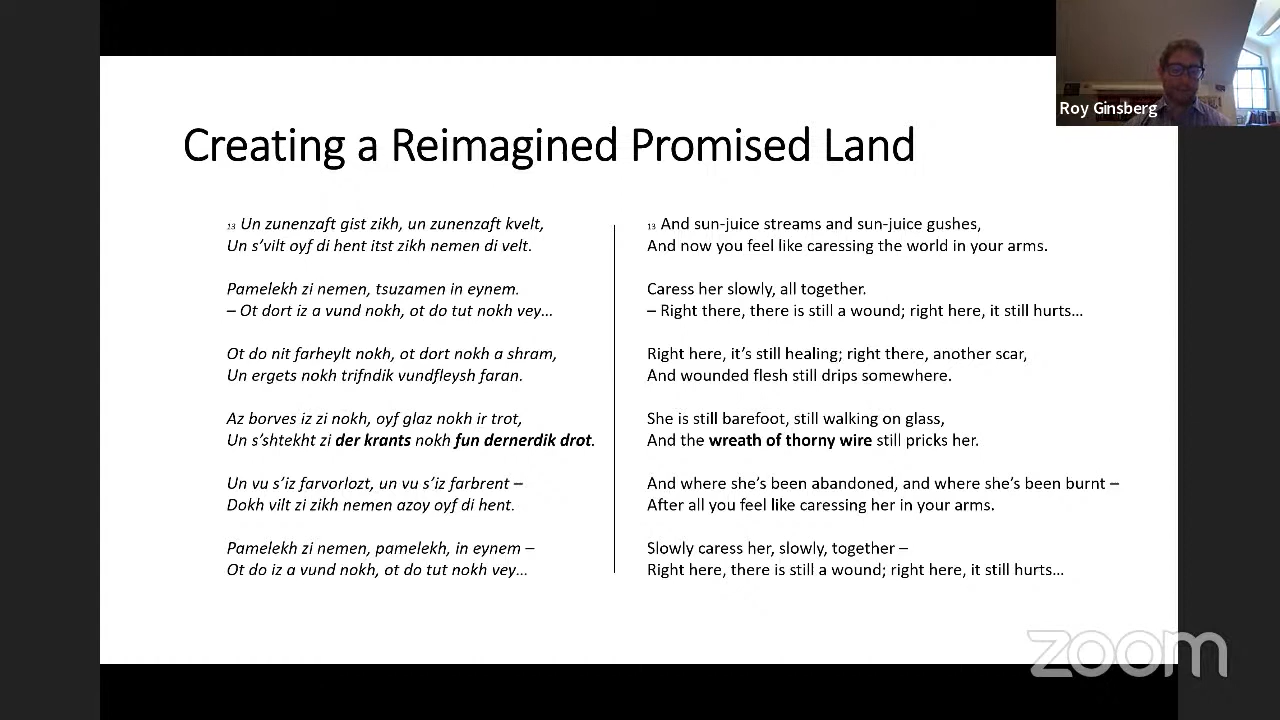 Roy Ginsberg
Creating a Reimagined Promised Land
13 Un zunenzaft gist zikh, un zunenzaft kvelt,
Un s’vilt oyf di hent itst zikh nemen di velt.
Pamelekh zi nemen, tsuzamen in eynem.
– Ot dort iz a vund nokh, ot do tut nokh vey…
Ot do nit farheylt nokh, ot dort nokh a shram,
Un ergets nokh trifndik vundfleysh faran.
Az borves iz zi nokh, oyf glaz nokh ir trot,
Un s’shtekht zi der krants nokh fun dernerdik drot.
Un vu s’iz farvorlozt, un vu s’iz farbrent –
Dokh vilt zi zikh nemen azoy oyf di hent.
Pamelekh zi nemen, pamelekh, in eynem –
Ot do iz a vund nokh, ot do tut nokh vey…
13 And sun-juice streams and sun-juice gushes,
And now you feel like caressing the world in your arms.
Caress her slowly, all together.
– Right there, there is still a wound; right here, it still hurts…
Right here, it’s still healing; right there, another scar,
And wounded flesh still drips somewhere.
She is still barefoot, still walking on glass,
And the wreath of thorny wire still pricks her.
And where she’s been abandoned, and where she’s been burnt –
After all you feel like caressing her in your arms.
Slowly caress her, slowly, together –
Right here, there is still a wound; right here, it still hurts…
zoom